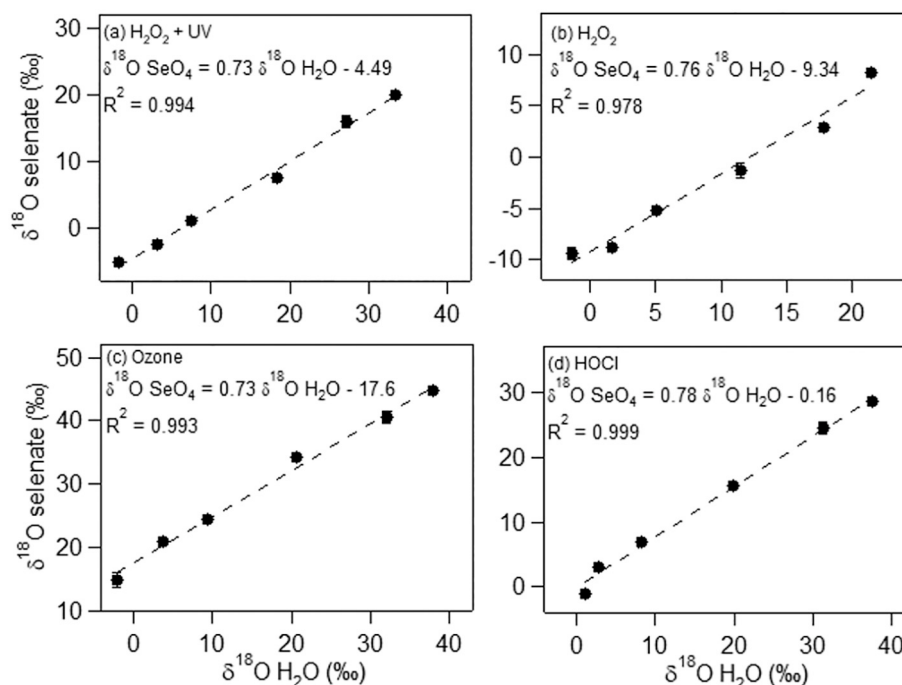 (a) H₂O₂ + UV
δ¹⁸O SeO₄ = 0.73 δ¹⁸O H₂O - 4.49
R² = 0.994
30
20
10
0
0 10 20 30 40
δ¹⁸O selenate (‰)
(b) H₂O₂
δ¹⁸O SeO₄ = 0.76 δ¹⁸O H₂O - 9.34
R² = 0.978
10
5
0
-5
-10
0 5 10 15 20
(c) Ozone
δ¹⁸O SeO₄ = 0.73 δ¹⁸O H₂O - 17.6
R² = 0.993
50
40
30
20
10
0 10 20 30 40
δ¹⁸O selenate (‰)
δ¹⁸O H₂O (‰)
(d) HOCl
δ¹⁸O SeO₄ = 0.78 δ¹⁸O H₂O - 0.16
R² = 0.999
30
20
10
0
0 10 20 30 40
δ¹⁸O H₂O (‰)